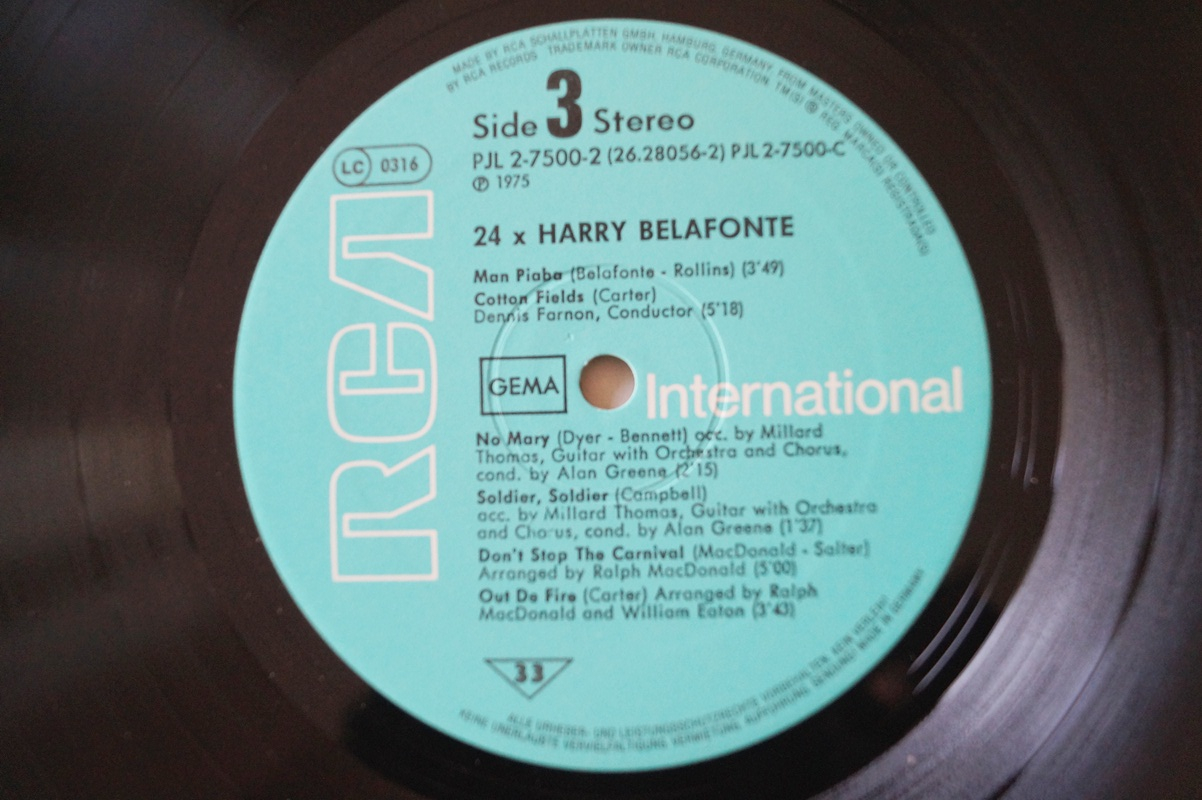 MADE BY RCA SCHALLPLATTEN GMBH, HAMBURG, GERMANY, FROM MASTERS OWNED OR CONTROLLED
BY RCA RECORDS TRADEMARK OWNER RCA CORPORATION. TM(S) ® REG. MARCA(S) REGISTRADA(S)
Side 3 Stereo
PJL 2-7500-2 (26.28056-2) PJL 2-7500-C
℗ 1975
LC 0316
RCA
24 x HARRY BELAFONTE
Man Piaba (Belafonte - Rollins) (3'49)
Cotton Fields (Carter)
Dennis Farnon, Conductor (5'18)
GEMA
International
No Mary (Dyer - Bennett) acc. by Millard
Thomas, Guitar with Orchestra and Chorus,
cond. by Alan Greene (2'15)
Soldier, Soldier (Campbell)
acc. by Millard Thomas, Guitar with Orchestra
and Chorus, cond. by Alan Greene (1'37)
Don't Stop The Carnival (MacDonald - Salter)
Arranged by Ralph MacDonald (5'00)
Out De Fire (Carter) Arranged by Ralph
MacDonald and William Eaton (3'43)
33
ALLE URHEBER- UND LEISTUNGSSCHUTZRECHTE VORBEHALTEN. KEIN VERLEIH!
KEINE UNERLAUBTE VERVIELFÄLTIGUNG, VERMIETUNG, AUFFÜHRUNG, SENDUNG! MADE IN GERMANY